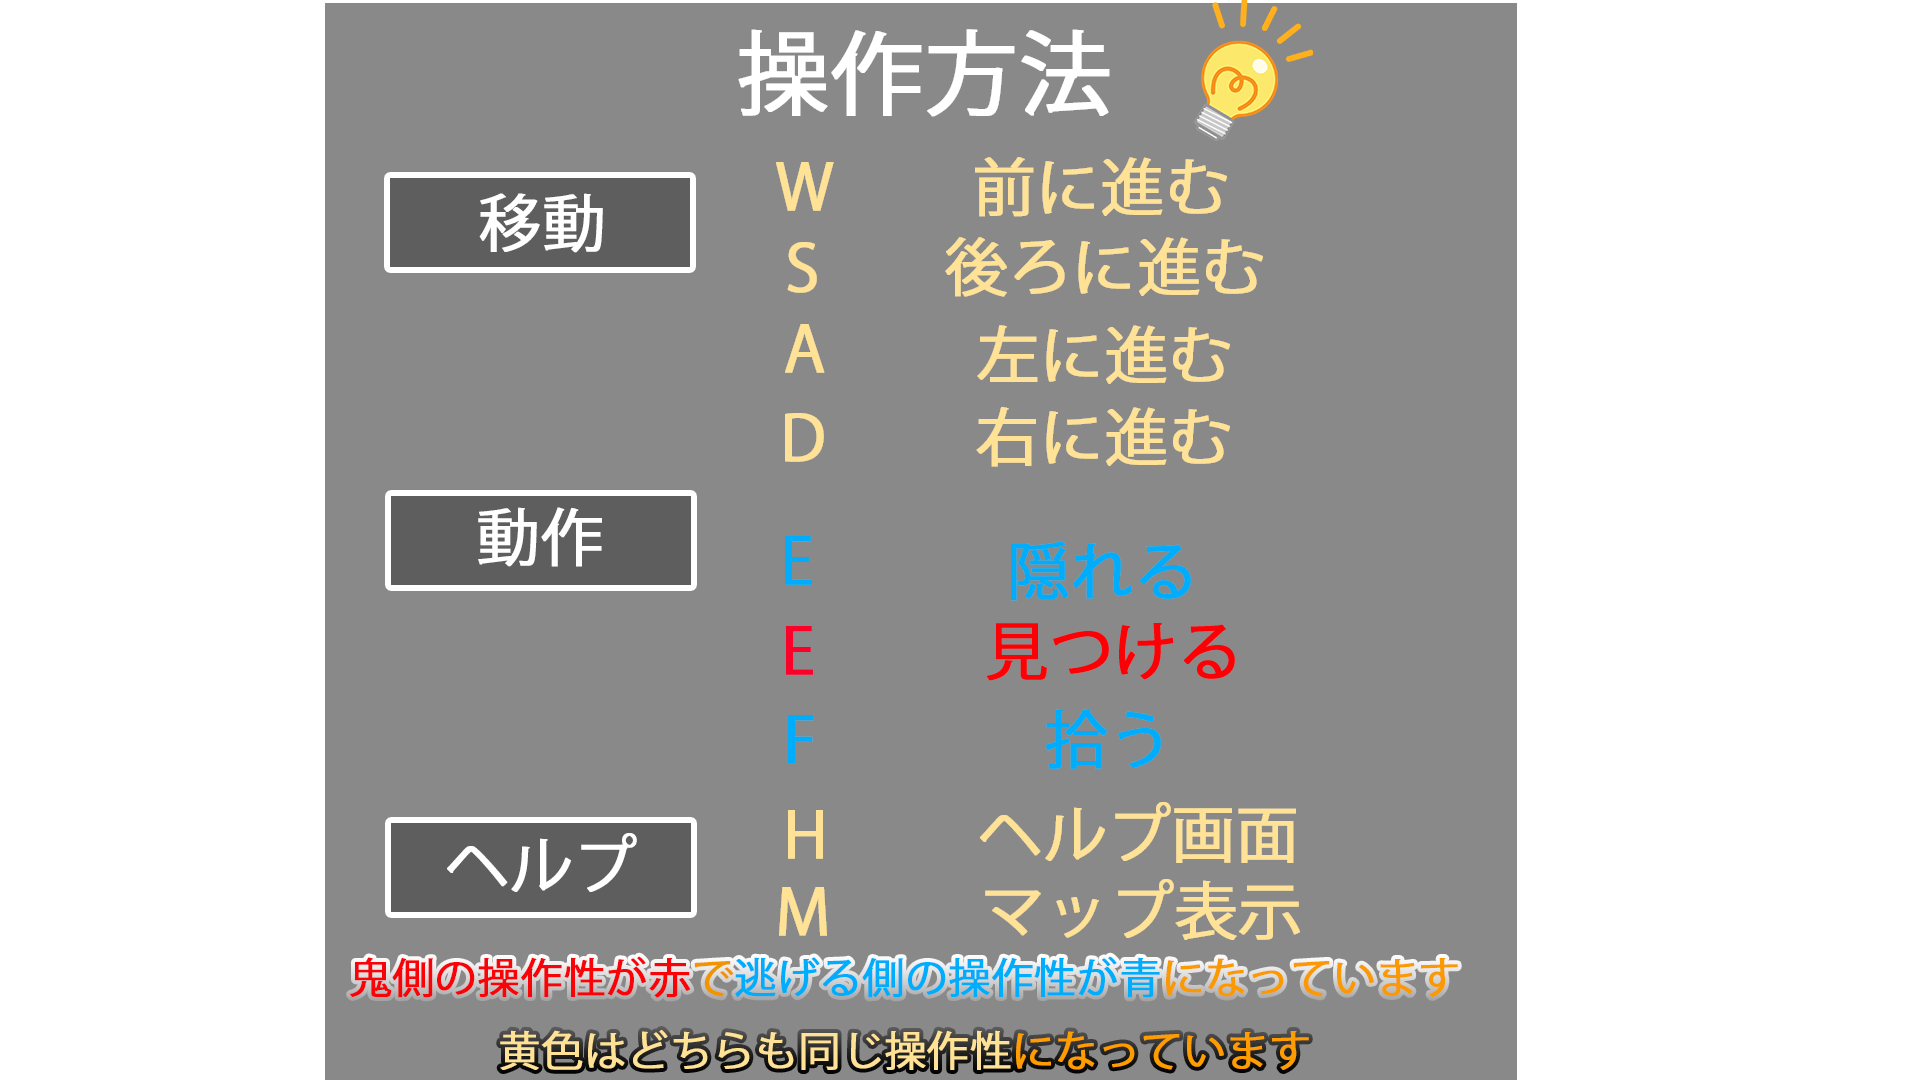 操作方法
移動
W 前に進む
S 後ろに進む
A 左に進む
D 右に進む
動作
E 隠れる
E 見つける
F 拾う
ヘルプ
H ヘルプ画面
M マップ表示
鬼側の操作性が赤で逃げる側の操作性が青になっています
黄色はどちらも同じ操作性になっています